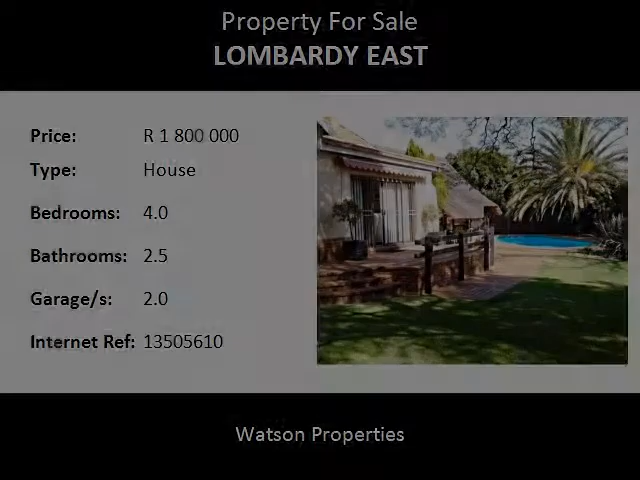 Property For Sale
LOMBARDY EAST
Price: R 1 800 000
Type: House
Bedrooms: 4.0
Bathrooms: 2.5
Garage/s: 2.0
Internet Ref: 13505610
Watson Properties